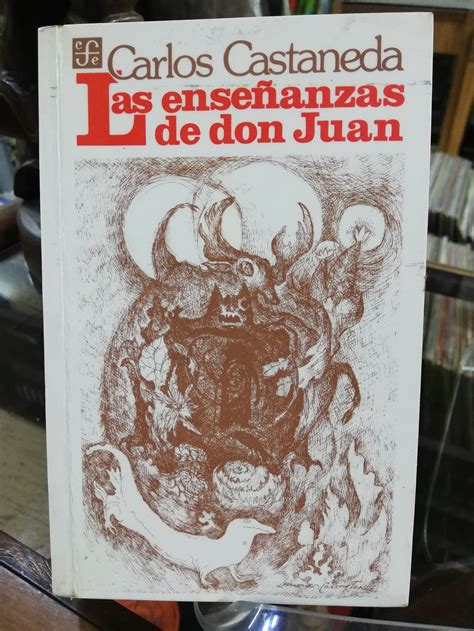 Carlos Castaneda
Las enseñanzas
de don Juan